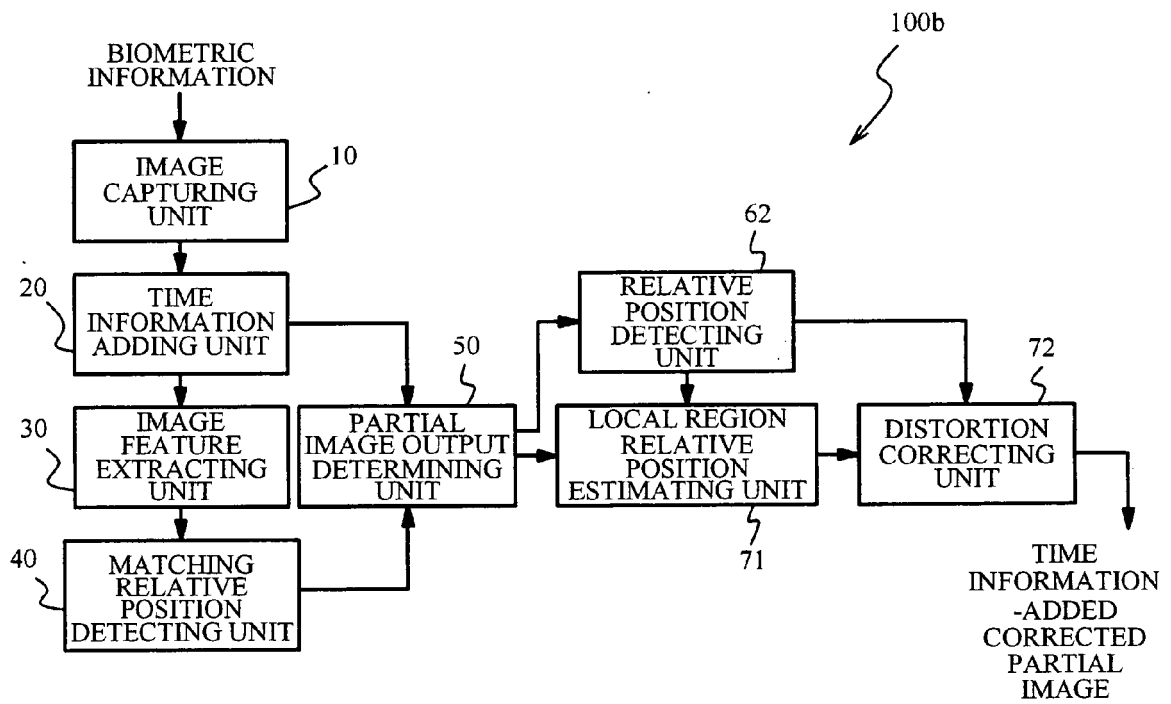 100b
BIOMETRIC
INFORMATION
IMAGE
CAPTURING
UNIT
10
62
20
TIME
INFORMATION
ADDING UNIT
RELATIVE
POSITION
DETECTING
UNIT
50
72
30
IMAGE
FEATURE
EXTRACTING
UNIT
PARTIAL
IMAGE OUTPUT
DETERMINING
UNIT
LOCAL REGION
RELATIVE
POSITION
ESTIMATING UNIT
DISTORTION
CORRECTING
UNIT
71
40
MATCHING
RELATIVE
POSITION
DETECTING UNIT
TIME
INFORMATION
-ADDED
CORRECTED
PARTIAL
IMAGE